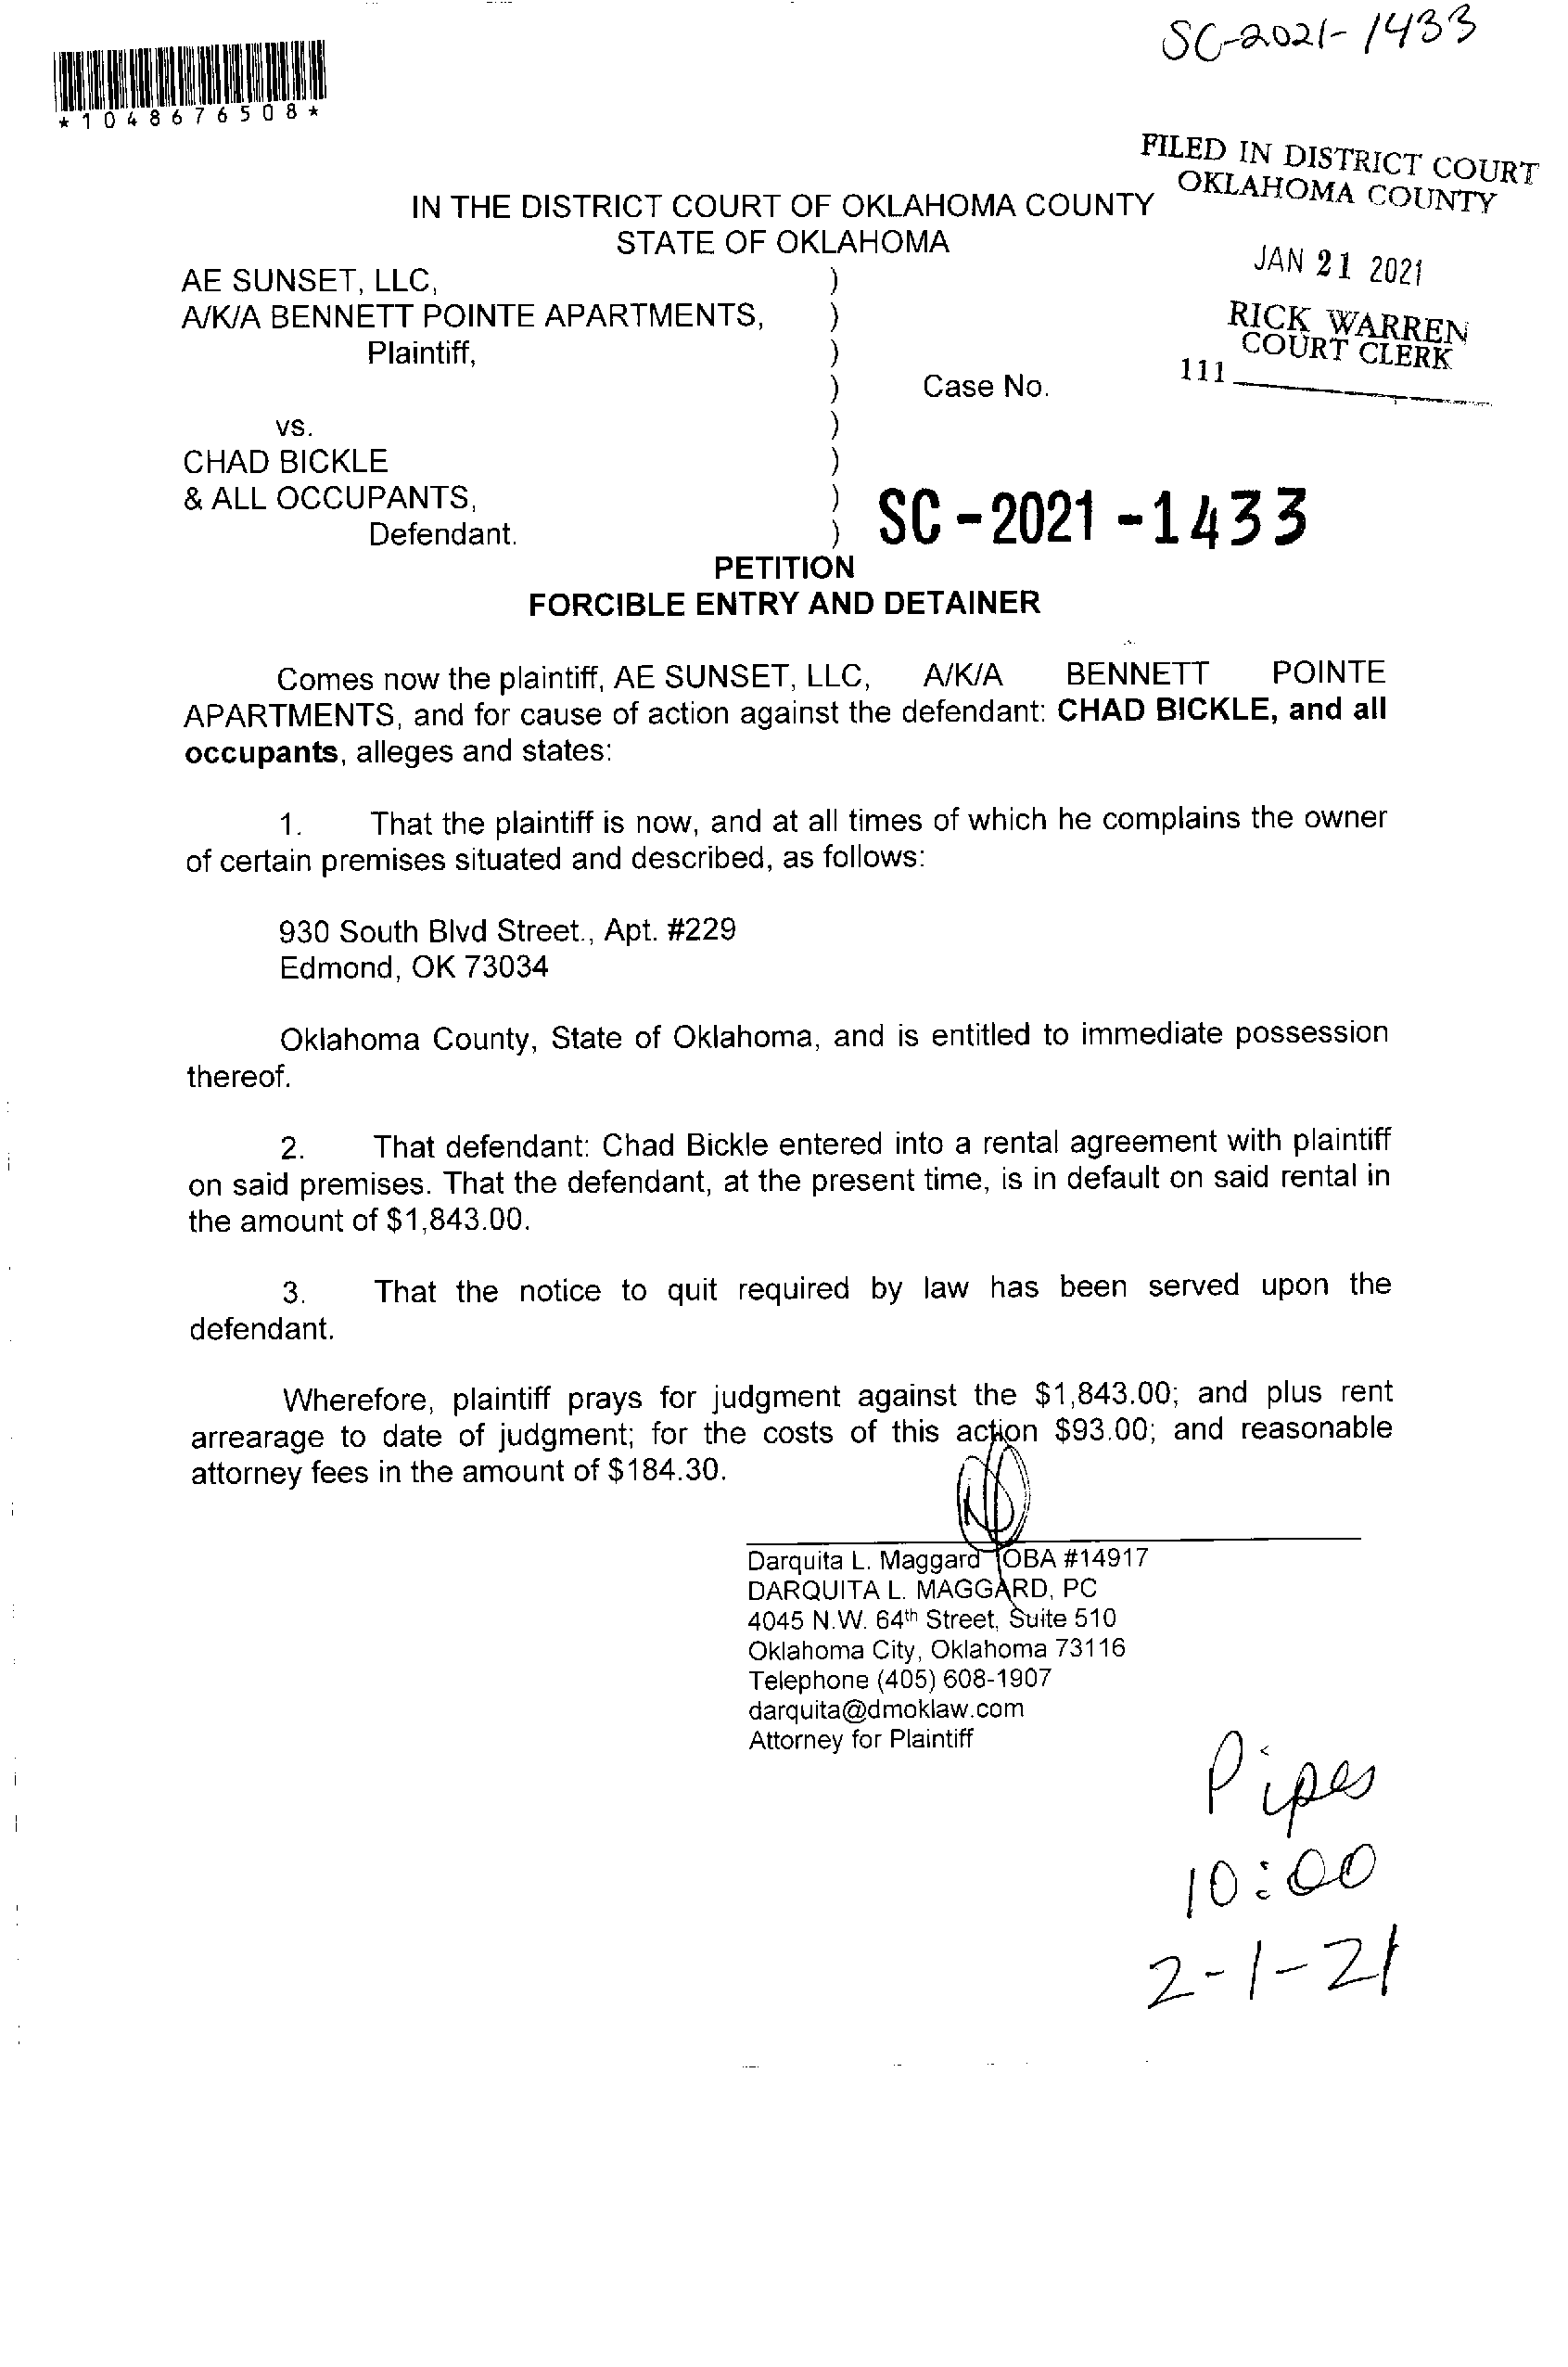 SC-2021-1433
*1048676508*
FILED IN DISTRICT COURT
OKLAHOMA COUNTY
IN THE DISTRICT COURT OF OKLAHOMA COUNTY
STATE OF OKLAHOMA
JAN 21 2021
RICK WARREN
COURT CLERK
111
AE SUNSET, LLC, )
A/K/A BENNETT POINTE APARTMENTS, )
Plaintiff, )
) Case No.
vs. )
CHAD BICKLE )
& ALL OCCUPANTS, ) SC-2021-1433
Defendant. )
PETITION
FORCIBLE ENTRY AND DETAINER
Comes now the plaintiff, AE SUNSET, LLC, A/K/A BENNETT POINTE
APARTMENTS, and for cause of action against the defendant: CHAD BICKLE, and all
occupants, alleges and states:
1. That the plaintiff is now, and at all times of which he complains the owner
of certain premises situated and described, as follows:
930 South Blvd Street., Apt. #229
Edmond, OK 73034
Oklahoma County, State of Oklahoma, and is entitled to immediate possession
thereof.
2. That defendant: Chad Bickle entered into a rental agreement with plaintiff
on said premises. That the defendant, at the present time, is in default on said rental in
the amount of $1,843.00.
3. That the notice to quit required by law has been served upon the
defendant.
Wherefore, plaintiff prays for judgment against the $1,843.00; and plus rent
arrearage to date of judgment; for the costs of this action $93.00; and reasonable
attorney fees in the amount of $184.30.
Darquita L. Maggard OBA #14917
DARQUITA L. MAGGARD, PC
4045 N.W. 64th Street, Suite 510
Oklahoma City, Oklahoma 73116
Telephone (405) 608-1907
darquita@dmoklaw.com
Attorney for Plaintiff
Pipes
10:00
2-1-21